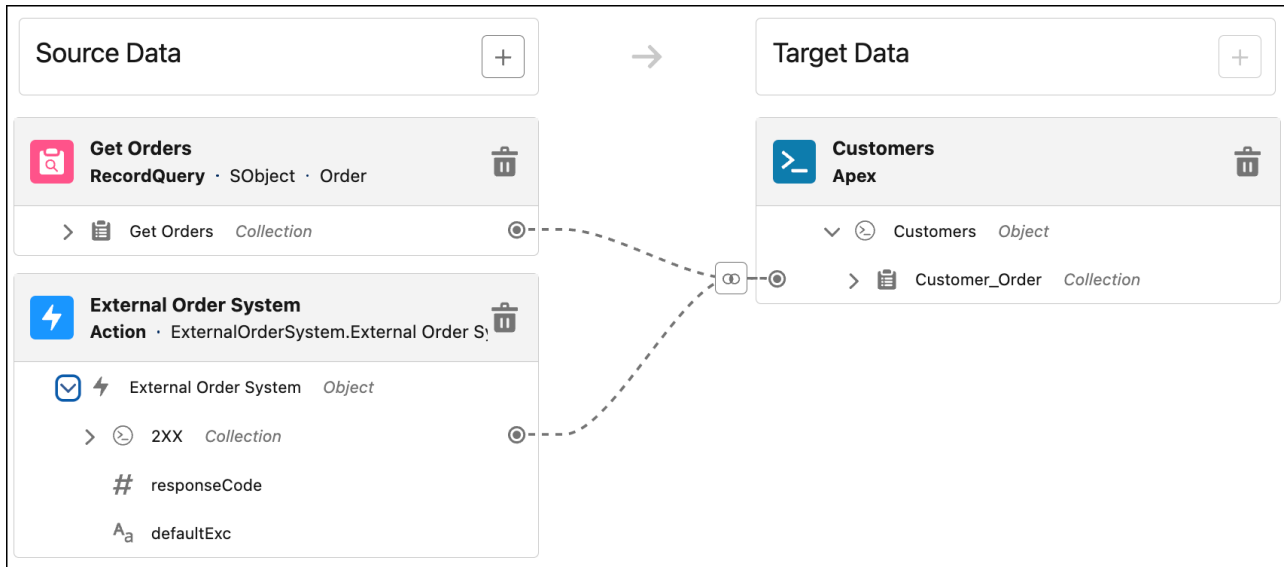 Source Data
Target Data
Get Orders
RecordQuery · SObject · Order
Get Orders Collection
External Order System
Action · ExternalOrderSystem.External Order Sy
External Order System Object
2XX Collection
# responseCode
Aa defaultExc
Customers
Apex
Customers Object
Customer_Order Collection